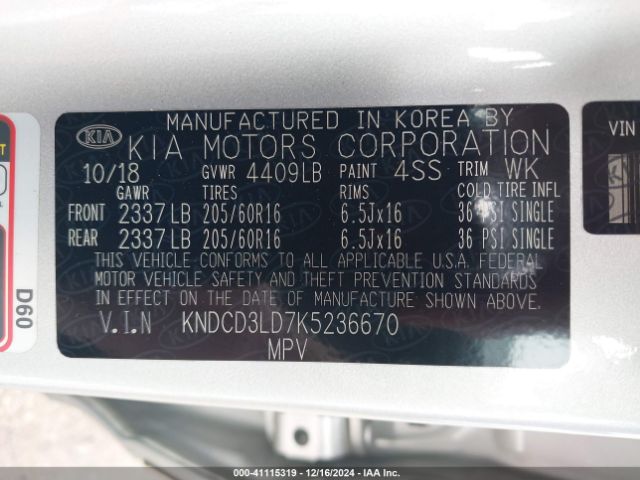 MANUFACTURED IN KOREA BY
KIA KIA MOTORS CORPORATION
10/18 GVWR 4409LB PAINT 4SS TRIM WK
GAWR TIRES RIMS COLD TIRE INFL
FRONT 2337 LB 205/60R16 6.5Jx16 36 PSI SINGLE
REAR 2337 LB 205/60R16 6.5Jx16 36 PSI SINGLE
THIS VEHICLE CONFORMS TO ALL APPLICABLE U.S.A. FEDERAL
MOTOR VEHICLE SAFETY AND THEFT PREVENTION STANDARDS
IN EFFECT ON THE DATE OF MANUFACTURE SHOWN ABOVE.
V.I.N KNDCD3LD7K5236670
MPV
D60
VIN
000-41115319 - 12/16/2024 - IAAI.COM